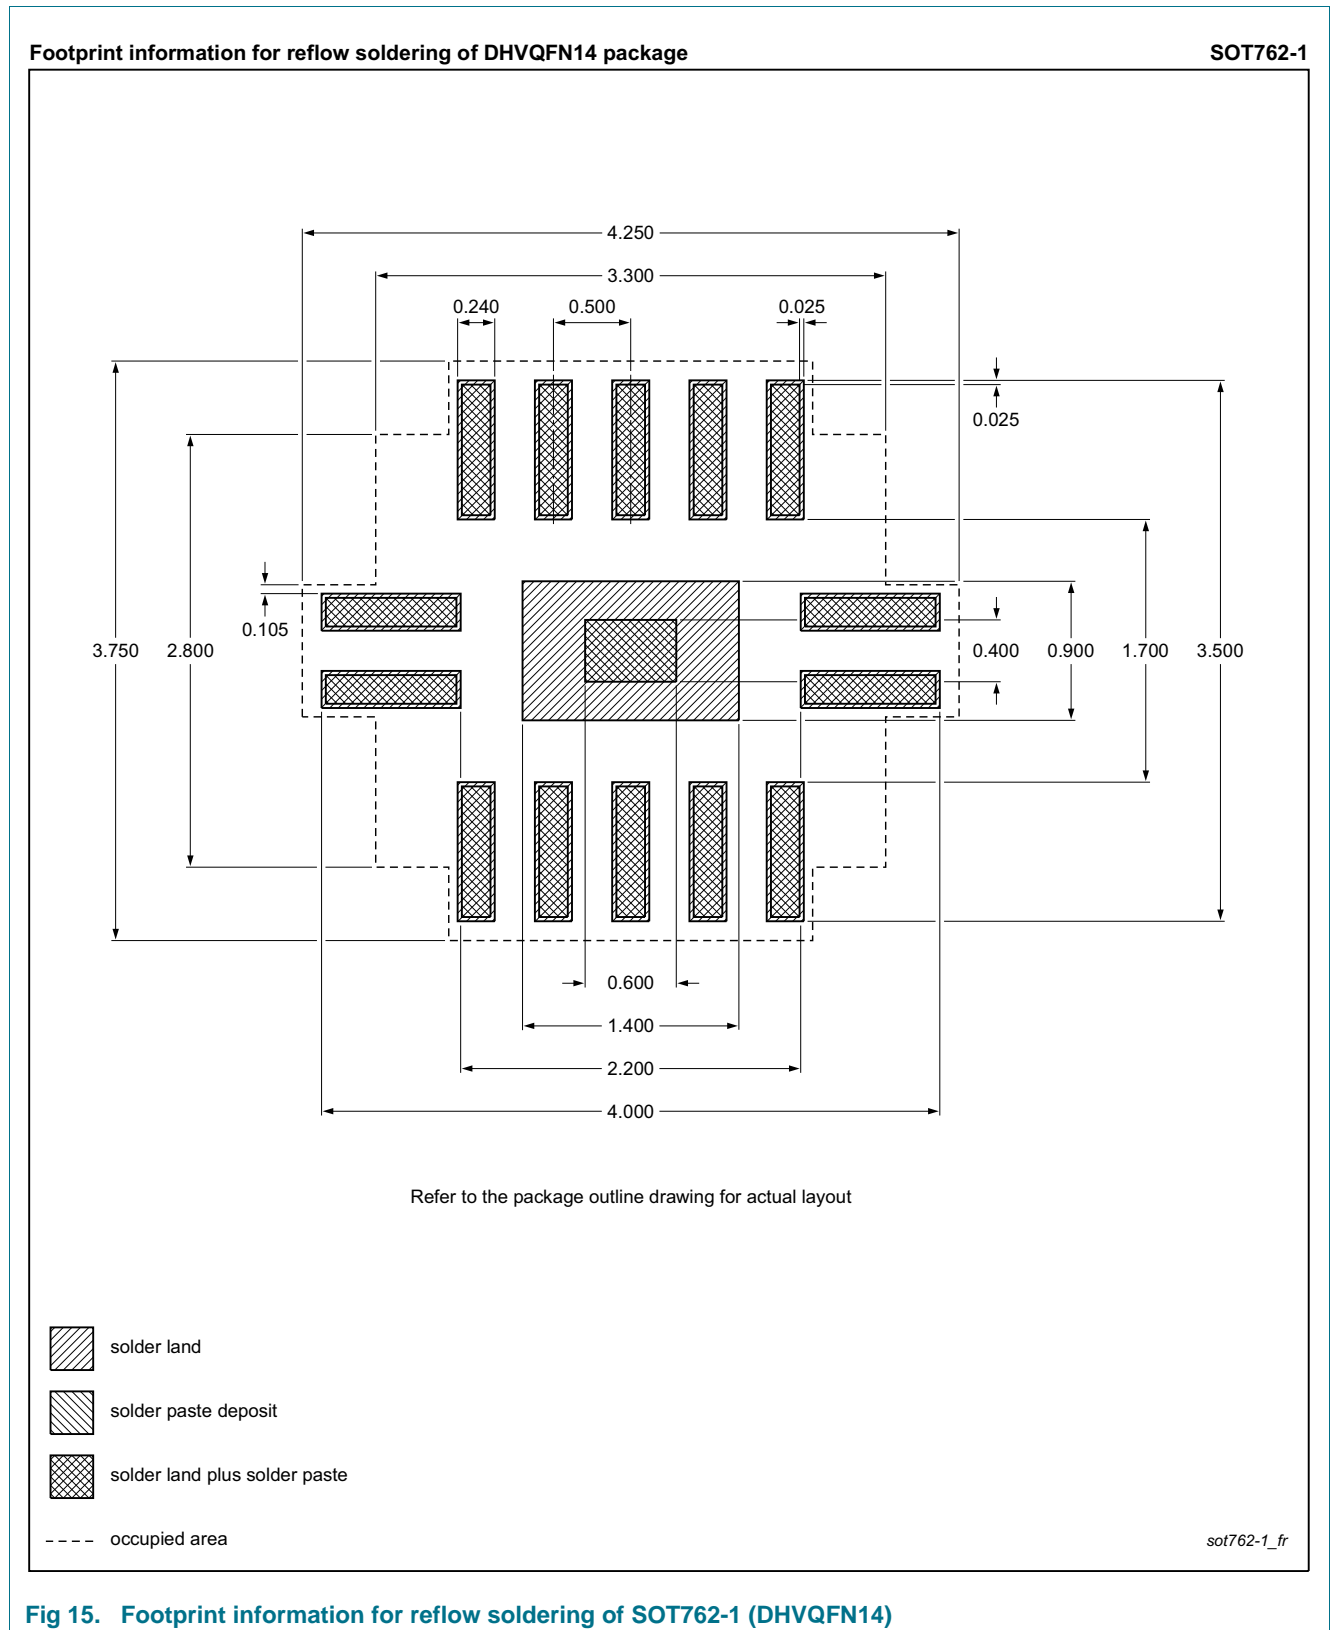 Footprint information for reflow soldering of DHVQFN14 package SOT762-1
4.250
3.300
0.240 0.500 0.025
0.025
0.105
3.750 2.800 0.400 0.900 1.700 3.500
0.600
1.400
2.200
4.000
Refer to the package outline drawing for actual layout
solder land
solder paste deposit
solder land plus solder paste
occupied area sot762-1_fr
Fig 15. Footprint information for reflow soldering of SOT762-1 (DHVQFN14)